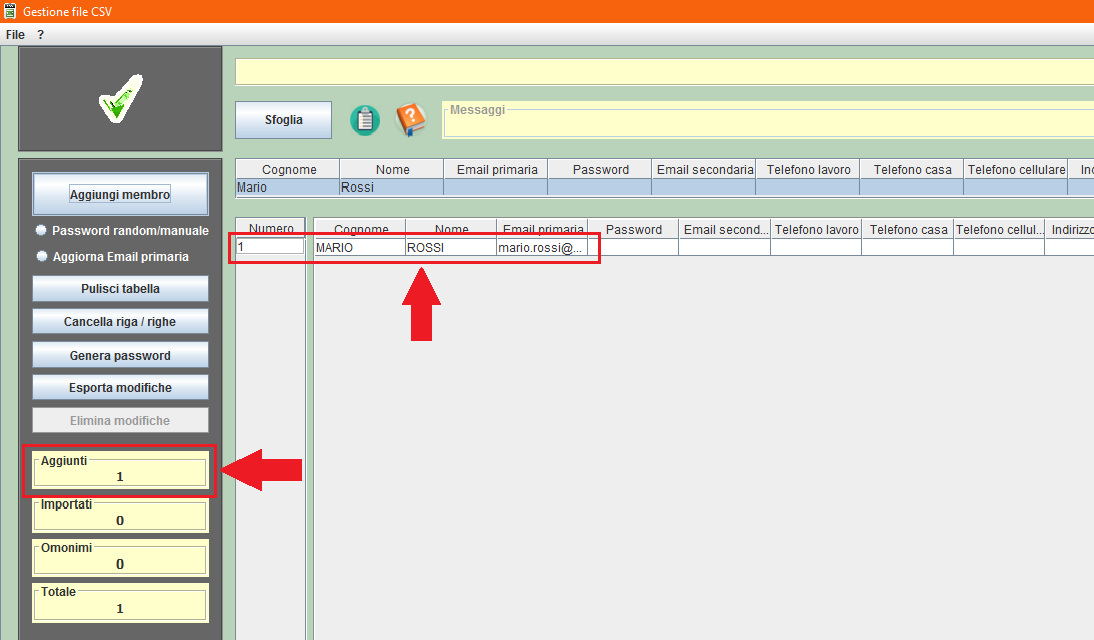 Gestione file CSV
File ?
Sfoglia
Messaggi
Cognome Nome Email primaria Password Email secondaria Telefono lavoro Telefono casa Telefono cellulare
Mario Rossi
Aggiungi membro
Password random/manuale
Aggiorna Email primaria
Pulisci tabella
Cancella riga / righe
Genera password
Esporta modifiche
Elimina modifiche
Aggiunti
1
Importati
0
Omonimi
0
Totale
1
Numero Cognome Nome Email primaria Password Email second... Telefono lavoro Telefono casa Telefono cellul... Indirizzo
1 MARIO ROSSI mario.rossi@...